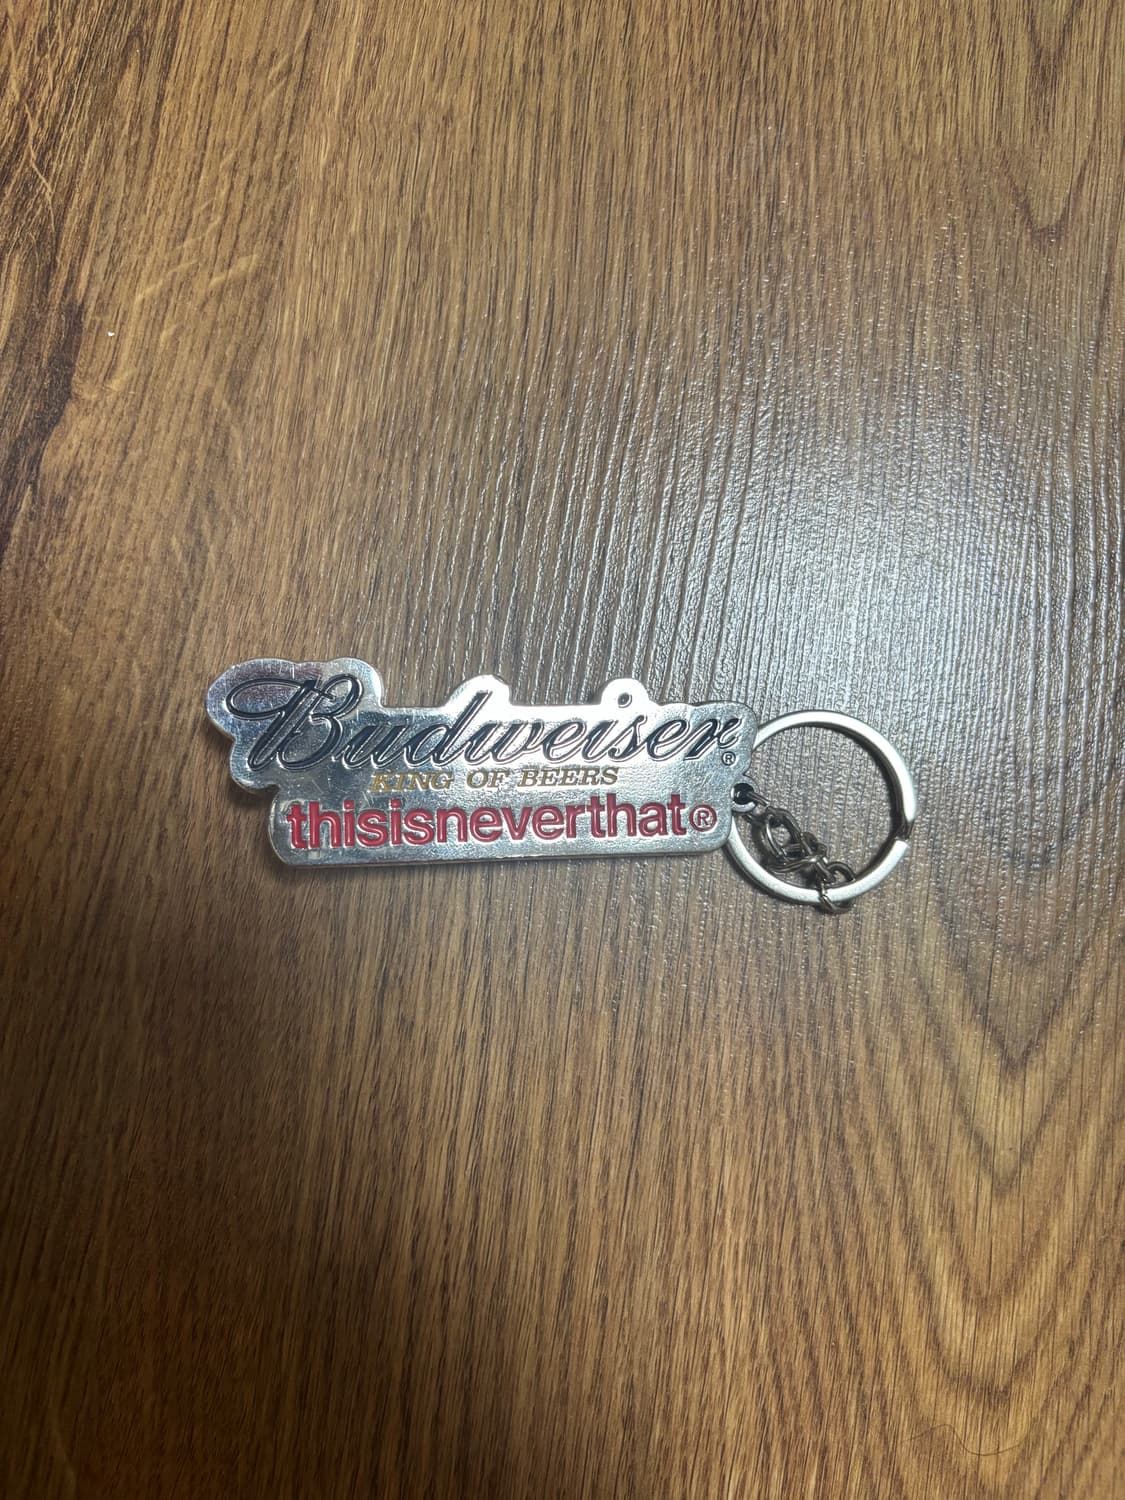 Budweiser®
KING OF BEERS
thisisneverthat®